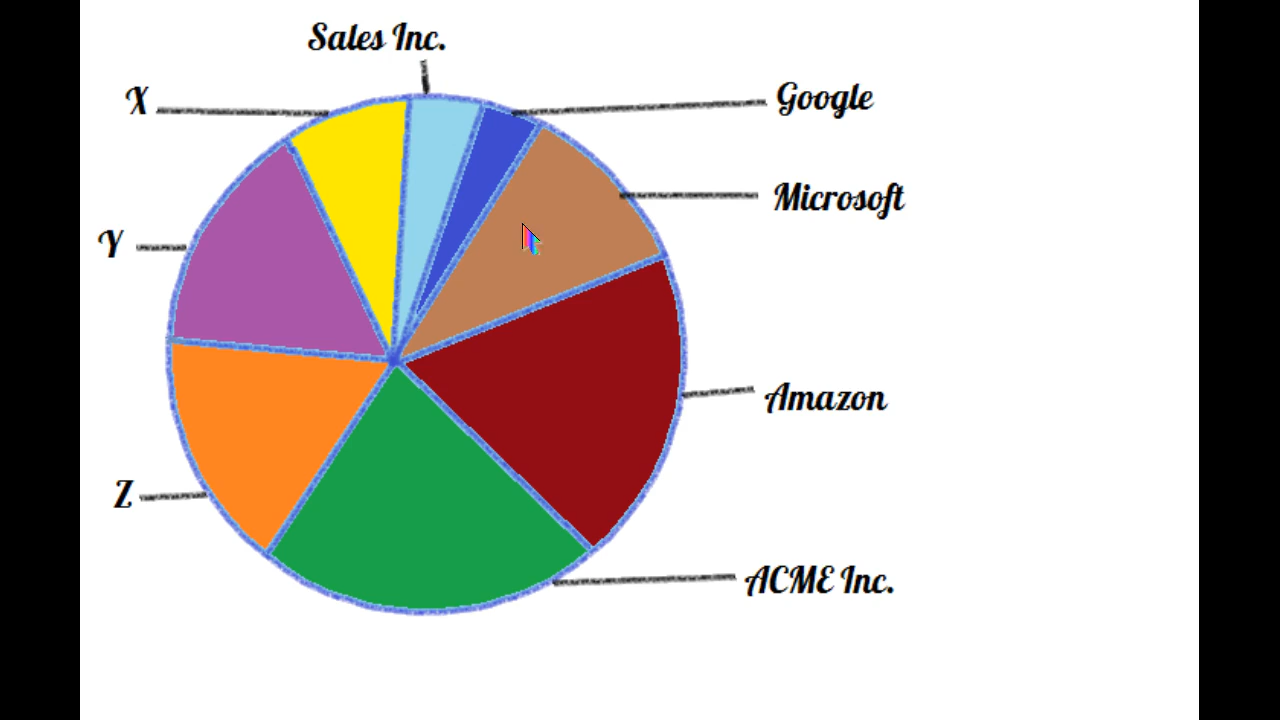 Sales Inc.
X
Google
Microsoft
Y
Amazon
Z
ACME Inc.